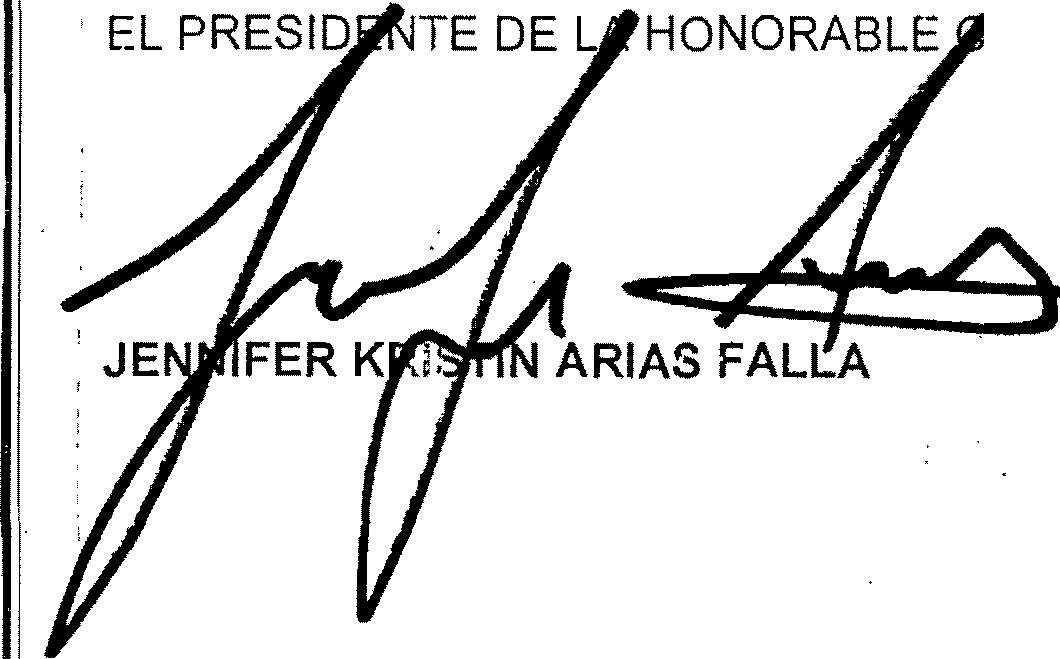 EL PRESIDENTE DE LA HONORABLE
JENNIFER KRISTIN ARIAS FALLA